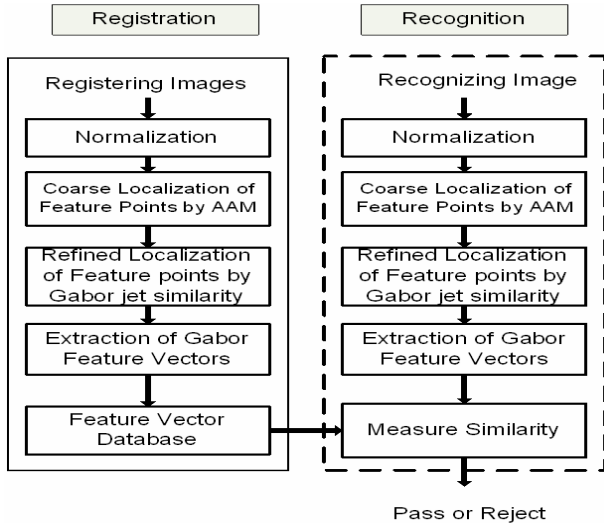 Registration
Registering Images
Normalization
Coarse Localization of
Feature Points by AAM
Refined Localization
of Feature points by
Gabor jet similarity
Extraction of Gabor
Feature Vectors
Feature Vector
Database
Recognition
Recognizing Image
Normalization
Coarse Localization of
Feature Points by AAM
Refined Localization
of Feature points by
Gabor jet similarity
Extraction of Gabor
Feature Vectors
Measure Similarity
Pass or Reject